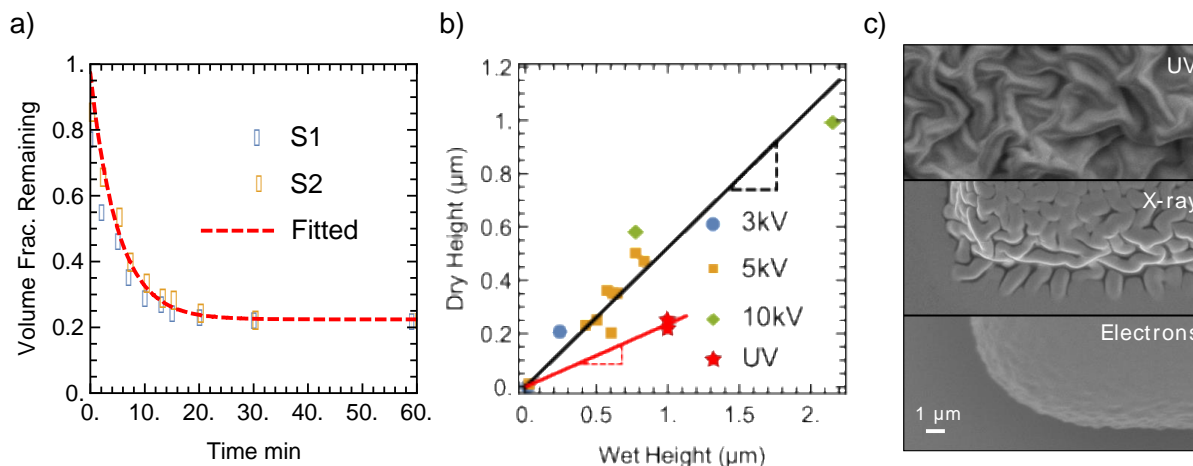 a)
Volume Frac. Remaining
1.
0.8
0.6
0.4
0.2
0.
0.
10.
20.
30.
40.
50.
60.
Time min
S1
S2
Fitted
b)
Dry Height (μm)
1.2
1.
0.8
0.6
0.4
0.2
0.
0.
0.5
1.0
1.5
2.0
Wet Height (μm)
3kV
5kV
10kV
UV
c)
UV
X-ray
Electrons
1 μm